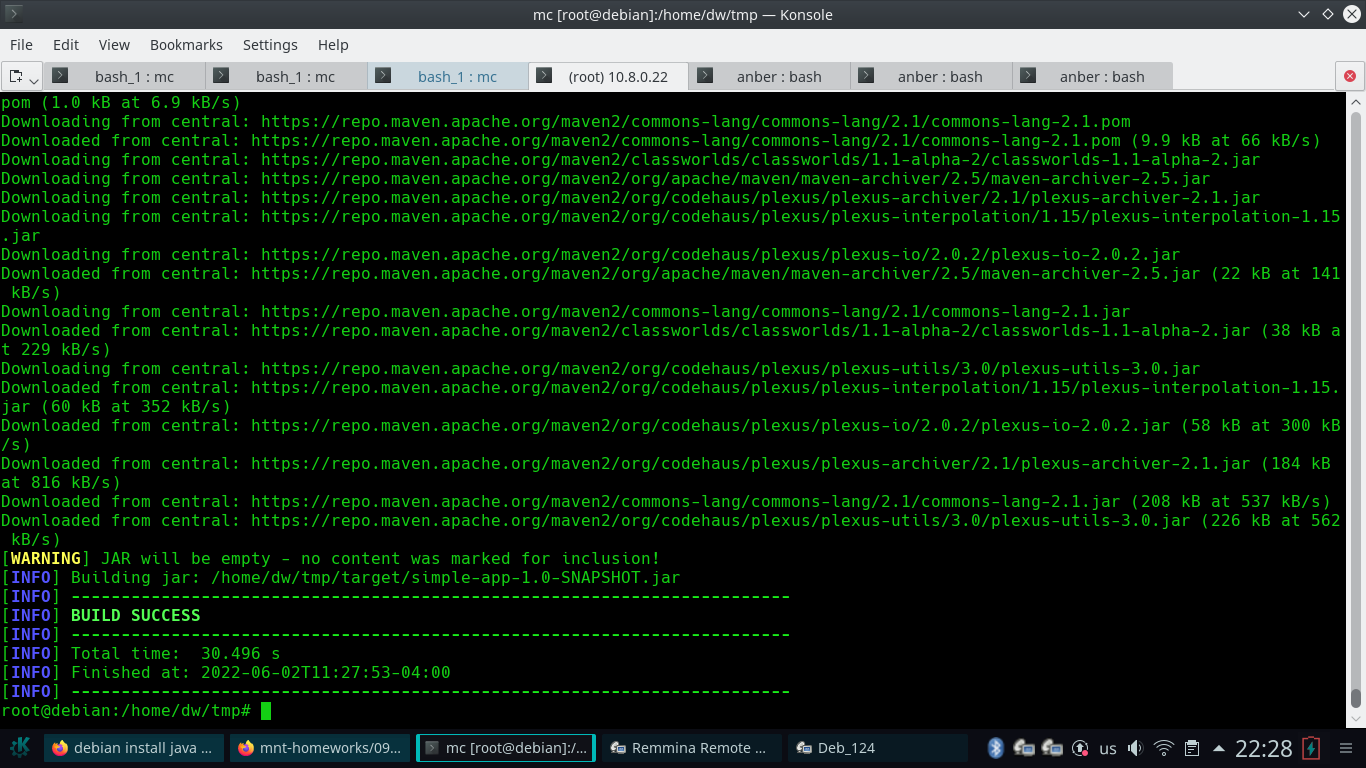 mc [root@debian]:/home/dw/tmp — Konsole
File Edit View Bookmarks Settings Help
bash_1 : mc bash_1 : mc bash_1 : mc (root) 10.8.0.22 anber : bash anber : bash anber : bash
pom (1.0 kB at 6.9 kB/s)
Downloading from central: https://repo.maven.apache.org/maven2/commons-lang/commons-lang/2.1/commons-lang-2.1.pom
Downloaded from central: https://repo.maven.apache.org/maven2/commons-lang/commons-lang/2.1/commons-lang-2.1.pom (9.9 kB at 66 kB/s)
Downloading from central: https://repo.maven.apache.org/maven2/classworlds/classworlds/1.1-alpha-2/classworlds-1.1-alpha-2.jar
Downloading from central: https://repo.maven.apache.org/maven2/org/apache/maven/maven-archiver/2.5/maven-archiver-2.5.jar
Downloading from central: https://repo.maven.apache.org/maven2/org/codehaus/plexus/plexus-archiver/2.1/plexus-archiver-2.1.jar
Downloading from central: https://repo.maven.apache.org/maven2/org/codehaus/plexus/plexus-interpolation/1.15/plexus-interpolation-1.15
.jar
Downloading from central: https://repo.maven.apache.org/maven2/org/codehaus/plexus/plexus-io/2.0.2/plexus-io-2.0.2.jar
Downloaded from central: https://repo.maven.apache.org/maven2/org/apache/maven/maven-archiver/2.5/maven-archiver-2.5.jar (22 kB at 141
 kB/s)
Downloading from central: https://repo.maven.apache.org/maven2/commons-lang/commons-lang/2.1/commons-lang-2.1.jar
Downloaded from central: https://repo.maven.apache.org/maven2/classworlds/classworlds/1.1-alpha-2/classworlds-1.1-alpha-2.jar (38 kB a
t 229 kB/s)
Downloading from central: https://repo.maven.apache.org/maven2/org/codehaus/plexus/plexus-utils/3.0/plexus-utils-3.0.jar
Downloaded from central: https://repo.maven.apache.org/maven2/org/codehaus/plexus/plexus-interpolation/1.15/plexus-interpolation-1.15.
jar (60 kB at 352 kB/s)
Downloaded from central: https://repo.maven.apache.org/maven2/org/codehaus/plexus/plexus-io/2.0.2/plexus-io-2.0.2.jar (58 kB at 300 kB
/s)
Downloaded from central: https://repo.maven.apache.org/maven2/org/codehaus/plexus/plexus-archiver/2.1/plexus-archiver-2.1.jar (184 kB
at 816 kB/s)
Downloaded from central: https://repo.maven.apache.org/maven2/commons-lang/commons-lang/2.1/commons-lang-2.1.jar (208 kB at 537 kB/s)
Downloaded from central: https://repo.maven.apache.org/maven2/org/codehaus/plexus/plexus-utils/3.0/plexus-utils-3.0.jar (226 kB at 562
 kB/s)
[WARNING] JAR will be empty - no content was marked for inclusion!
[INFO] Building jar: /home/dw/tmp/target/simple-app-1.0-SNAPSHOT.jar
[INFO] ------------------------------------------------------------------------
[INFO] BUILD SUCCESS
[INFO] ------------------------------------------------------------------------
[INFO] Total time:  30.496 s
[INFO] Finished at: 2022-06-02T11:27:53-04:00
[INFO] ------------------------------------------------------------------------
root@debian:/home/dw/tmp#
debian install java ... mnt-homeworks/09... mc [root@debian]:/... Remmina Remote ... Deb_124 us 22:28